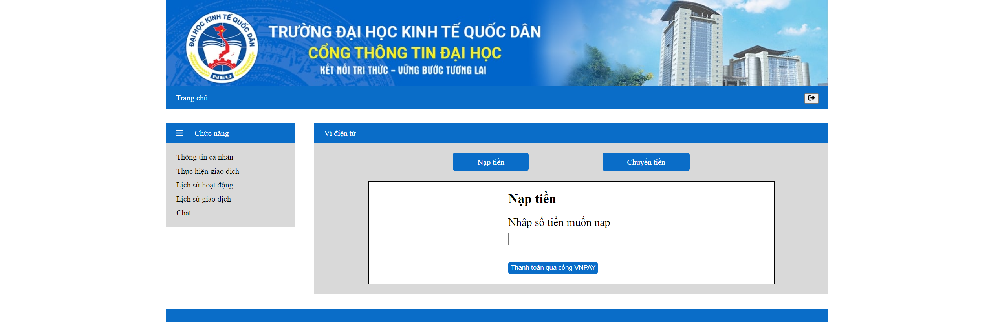 ĐẠI HỌC KINH TẾ QUỐC DÂN
NEU
TRƯỜNG ĐẠI HỌC KINH TẾ QUỐC DÂN
CỔNG THÔNG TIN ĐẠI HỌC
KẾT NỐI TRI THỨC – VỮNG BƯỚC TƯƠNG LAI
Trang chủ
Chức năng
Thông tin cá nhân
Thực hiện giao dịch
Lịch sử hoạt động
Lịch sử giao dịch
Chat
Ví điện tử
Nạp tiền
Chuyển tiền
Nạp tiền
Nhập số tiền muốn nạp
Thanh toán qua cổng VNPAY